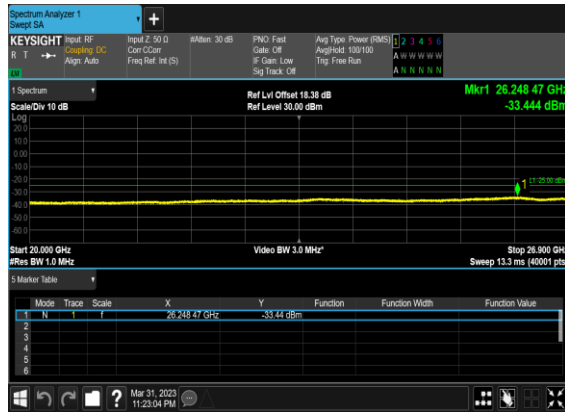 Spectrum Analyzer 1
Swept SA
+
KEYSIGHT Input: RF Input Z: 50 Ω #Atten: 30 dB PNO: Fast Avg Type: Power (RMS) 1 2 3 4 5 6
R T Coupling: DC Corr CCorr Gate: Off Avg|Hold: 100/100 A W W W W W
Align: Auto Freq Ref: Int (S) IF Gain: Low Trig: Free Run
Sig Track: Off A N N N N N
LXI
1 Spectrum Ref Lvl Offset 18.38 dB Mkr1 26.248 47 GHz
Scale/Div 10 dB Ref Level 30.00 dBm -33.444 dBm
Log
20.0
10.0
0.00
-10.0
-20.0
1 L1 -25.00 dBm
-30.0
-40.0
-50.0
-60.0
Start 20.000 GHz Video BW 3.0 MHz* Stop 26.900 GHz
#Res BW 1.0 MHz Sweep 13.3 ms (40001 pts)
5 Marker Table
Mode Trace Scale X Y Function Function Width Function Value
1 N 1 f 26.248 47 GHz -33.44 dBm
2
3
4
5
6
? Mar 31, 2023
11:23:04 PM